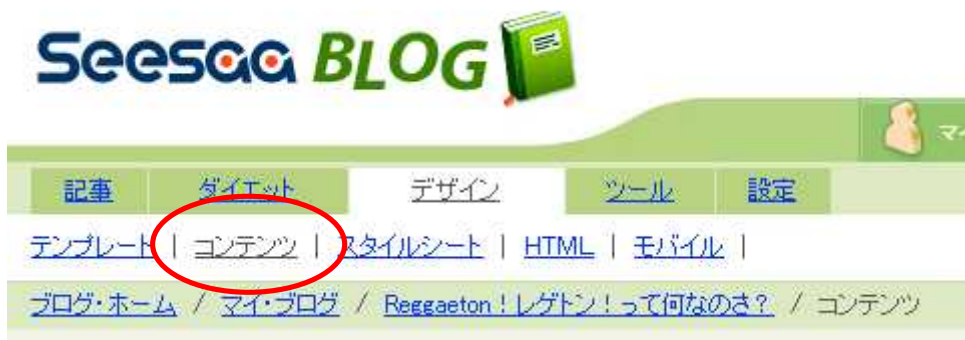 Seesaa BLOG
マイ
記事 ダイエット デザイン ツール 設定
テンプレート | コンテンツ | スタイルシート | HTML | モバイル |
ブログ・ホーム / マイ・ブログ / Reggaeton！レゲトン！って何なのさ？ / コンテンツ